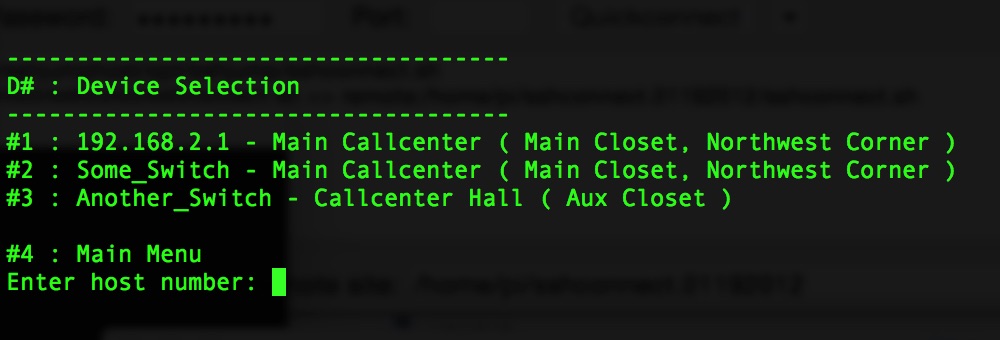 Password: ●●●●●●●●● Port: Quickconnect
------------------------------------
D# : Device Selection
------------------------------------
#1 : 192.168.2.1 - Main Callcenter ( Main Closet, Northwest Corner )
#2 : Some_Switch - Main Callcenter ( Main Closet, Northwest Corner )
#3 : Another_Switch - Callcenter Hall ( Aux Closet )
#4 : Main Menu
Enter host number: